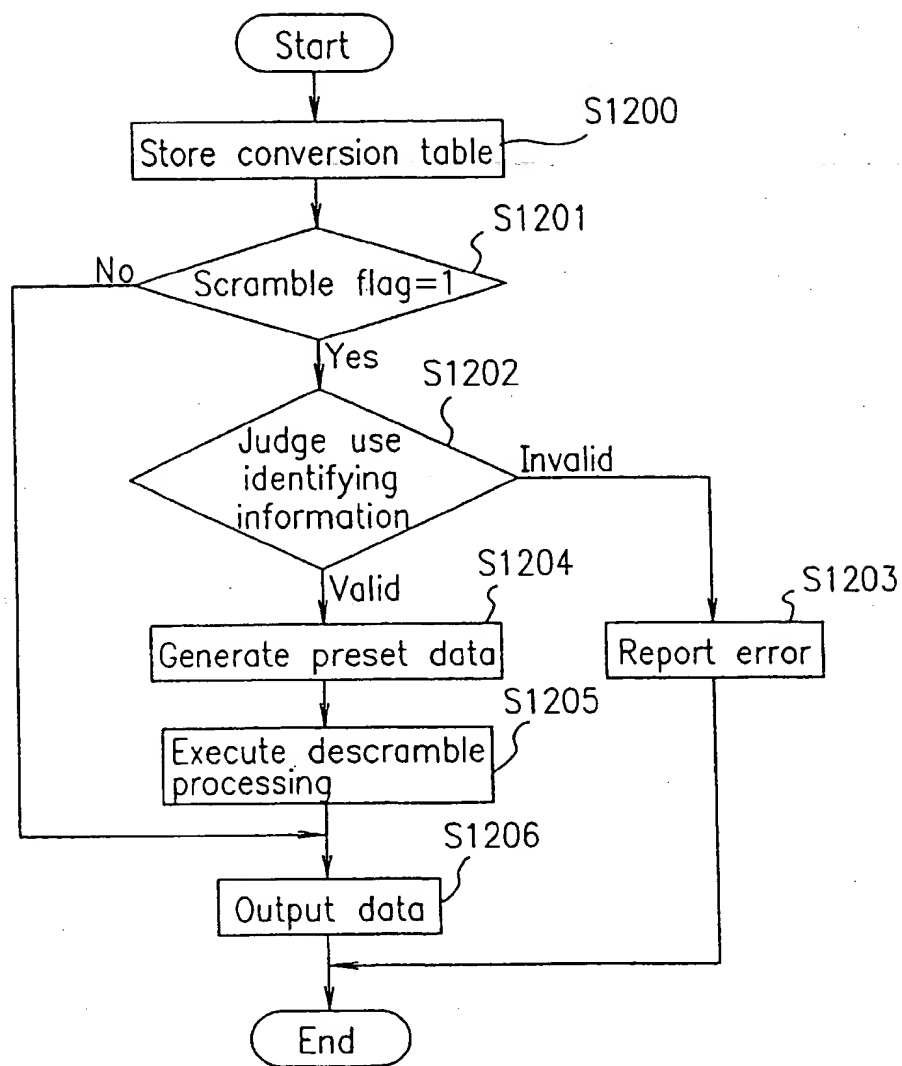 Start
S1200
Store conversion table
S1201
No
Scramble flag=1
Yes
S1202
Judge use
identifying
information
Invalid
Valid
S1204
S1203
Generate preset data
Report error
S1205
Execute descramble
processing
S1206
Output data
End